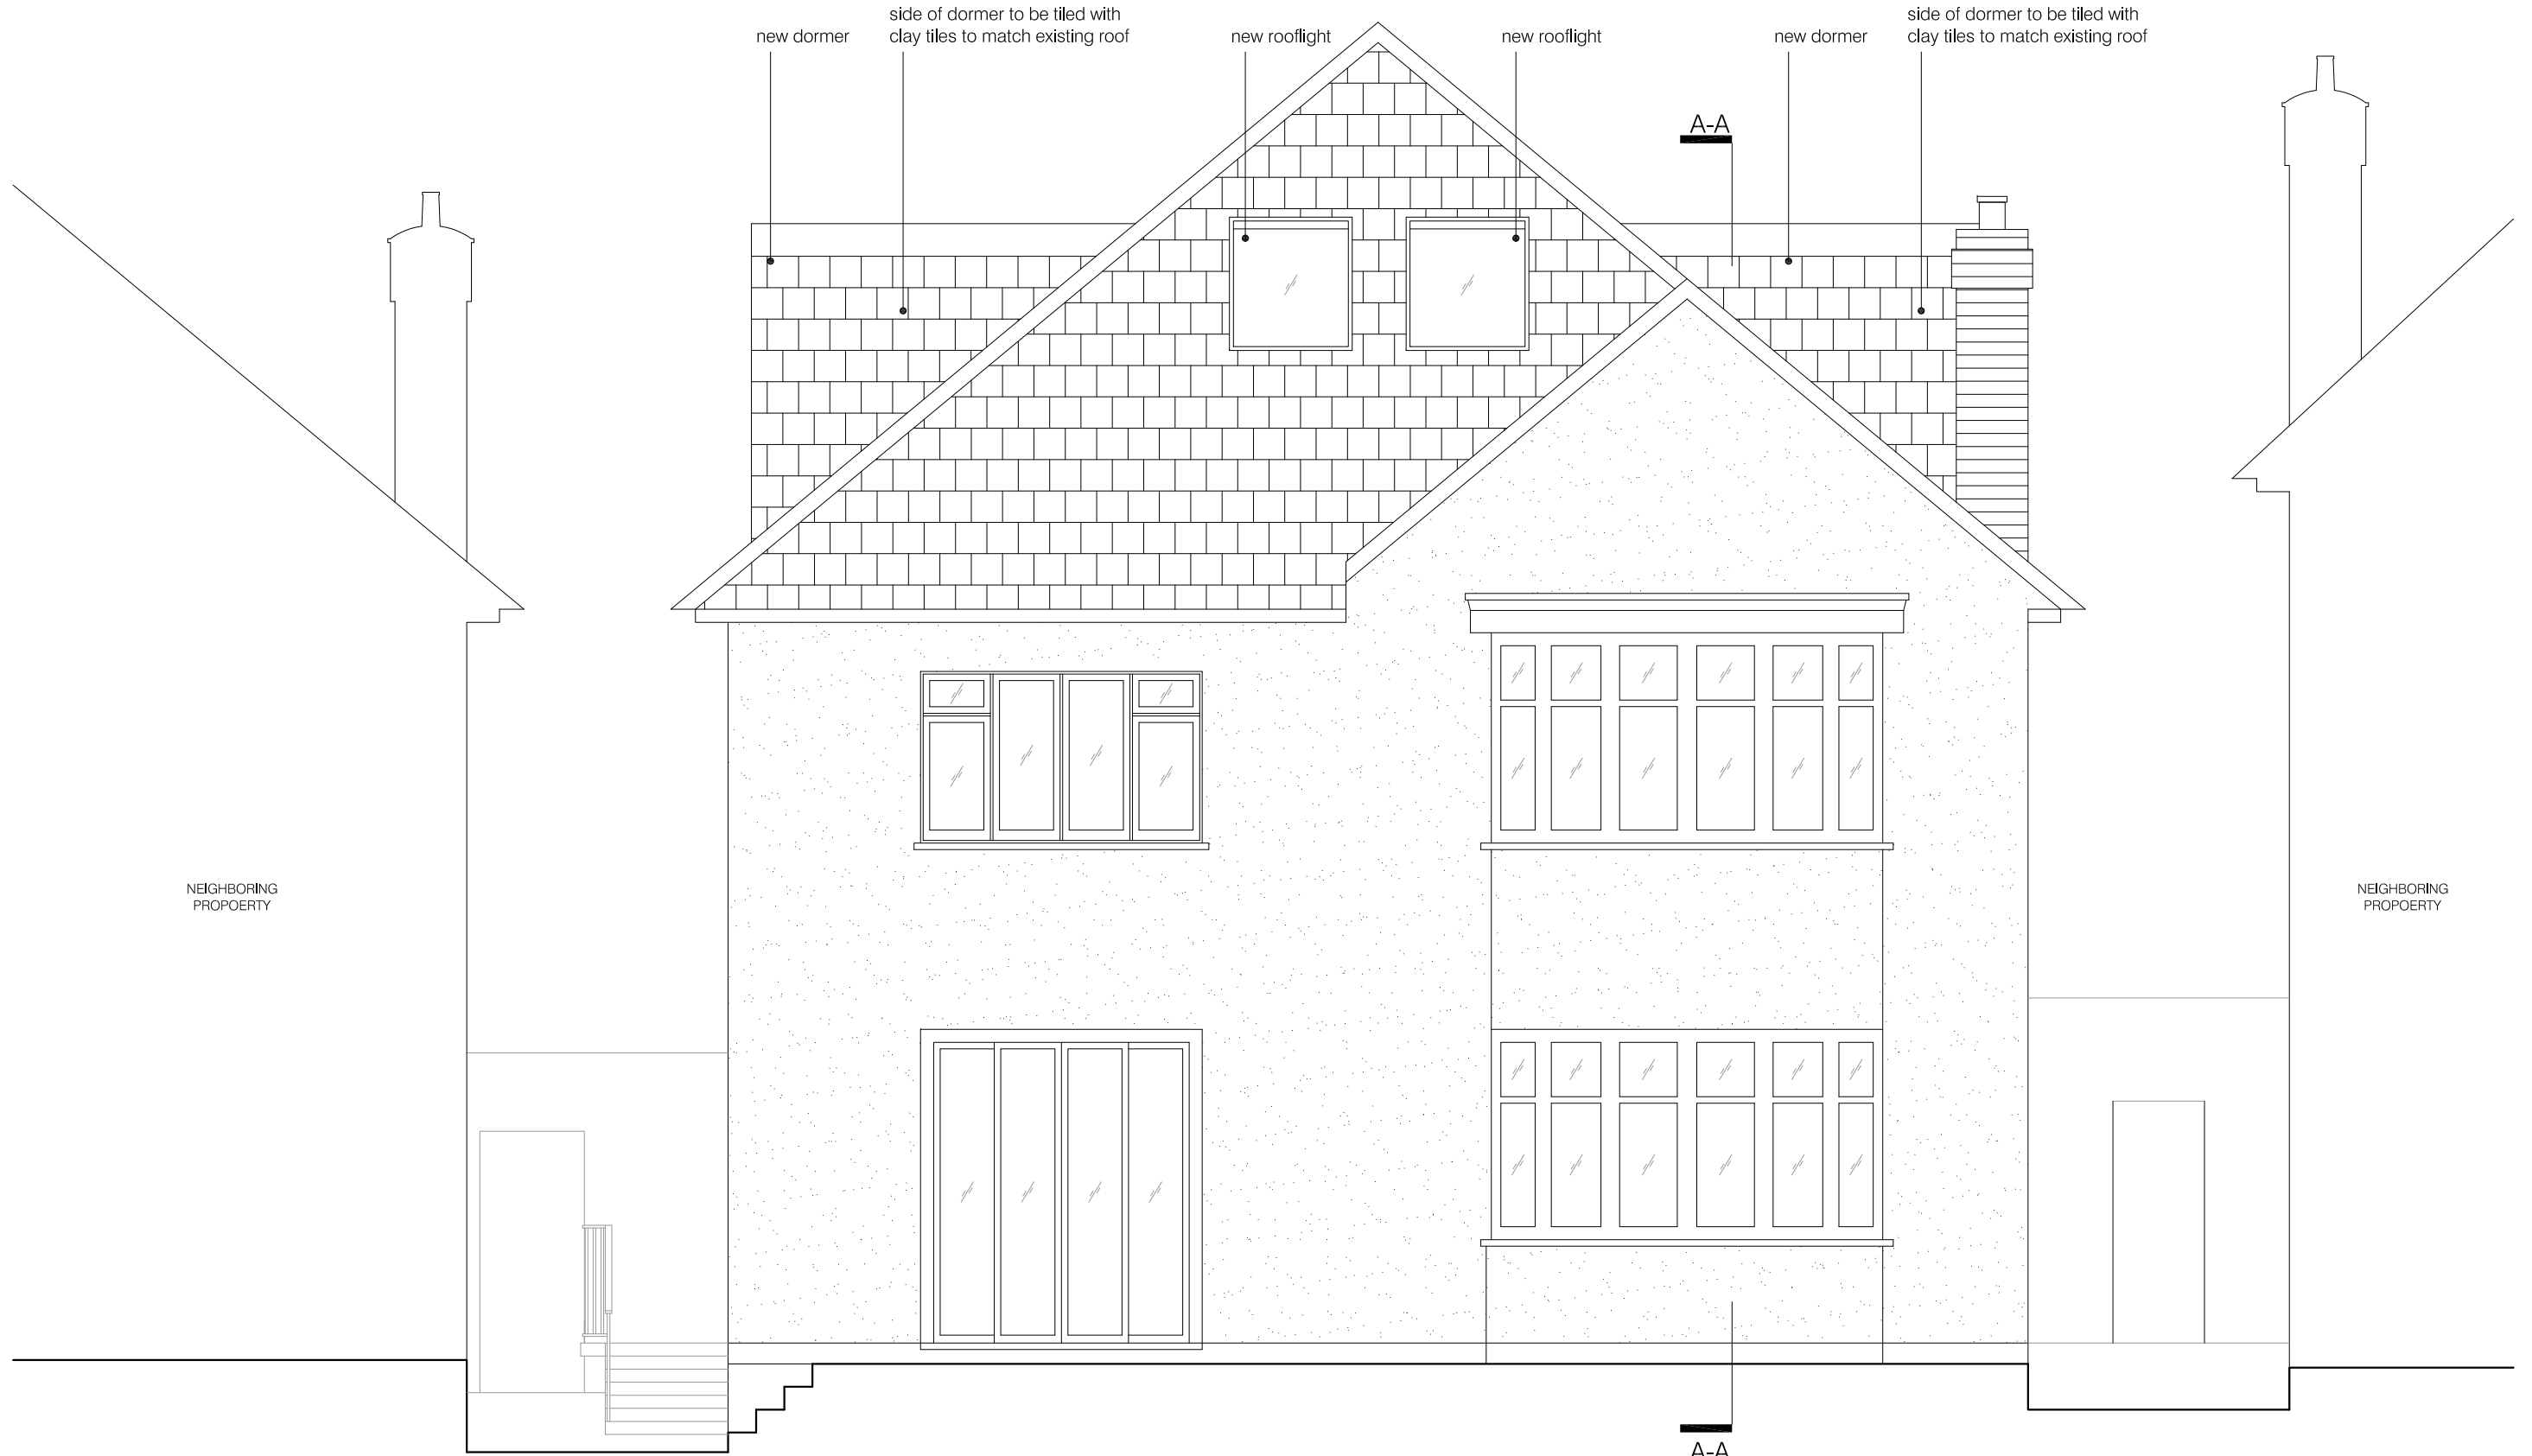 side of dormer to be tiled with
clay tiles to match existing roof
new dormer
new rooflight
new rooflight
new dormer
side of dormer to be tiled with
clay tiles to match existing roof
A-A
NEIGHBORING
PROPOERTY
NEIGHBORING
PROPOERTY
A-A